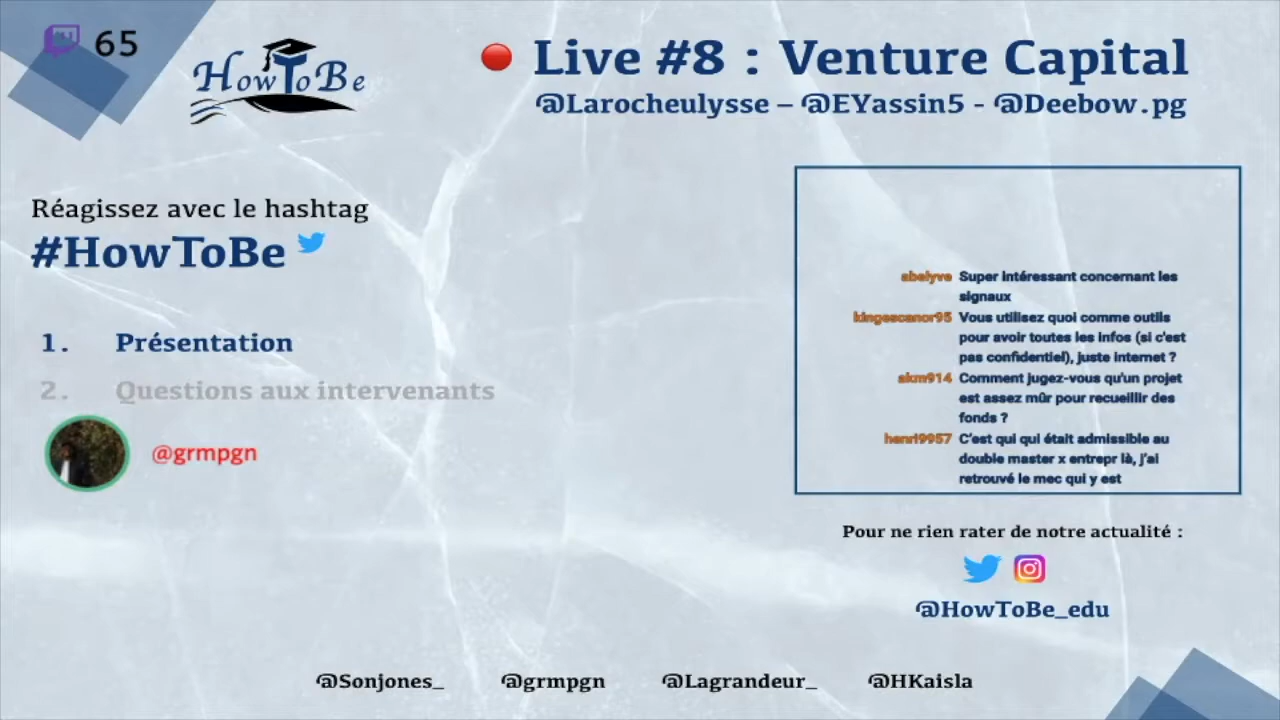 65
HowToBe
Live #8 : Venture Capital
@Larocheulysse – @EYassin5 - @Deebow.pg
Réagissez avec le hashtag
#HowToBe
1. Présentation
2. Questions aux intervenants
@grmpgn
abelyve Super intéressant concernant les
signaux
kingescanor95 Vous utilisez quoi comme outils
pour avoir toutes les infos (si c'est
pas confidentiel), juste internet ?
akm914 Comment jugez-vous qu'un projet
est assez mûr pour recueillir des
fonds ?
henri9957 C'est qui qui était admissible au
double master x entrepr là, j'ai
retrouvé le mec qui y est
Pour ne rien rater de notre actualité :
@HowToBe_edu
@Sonjones_ @grmpgn @Lagrandeur_ @HKaisla